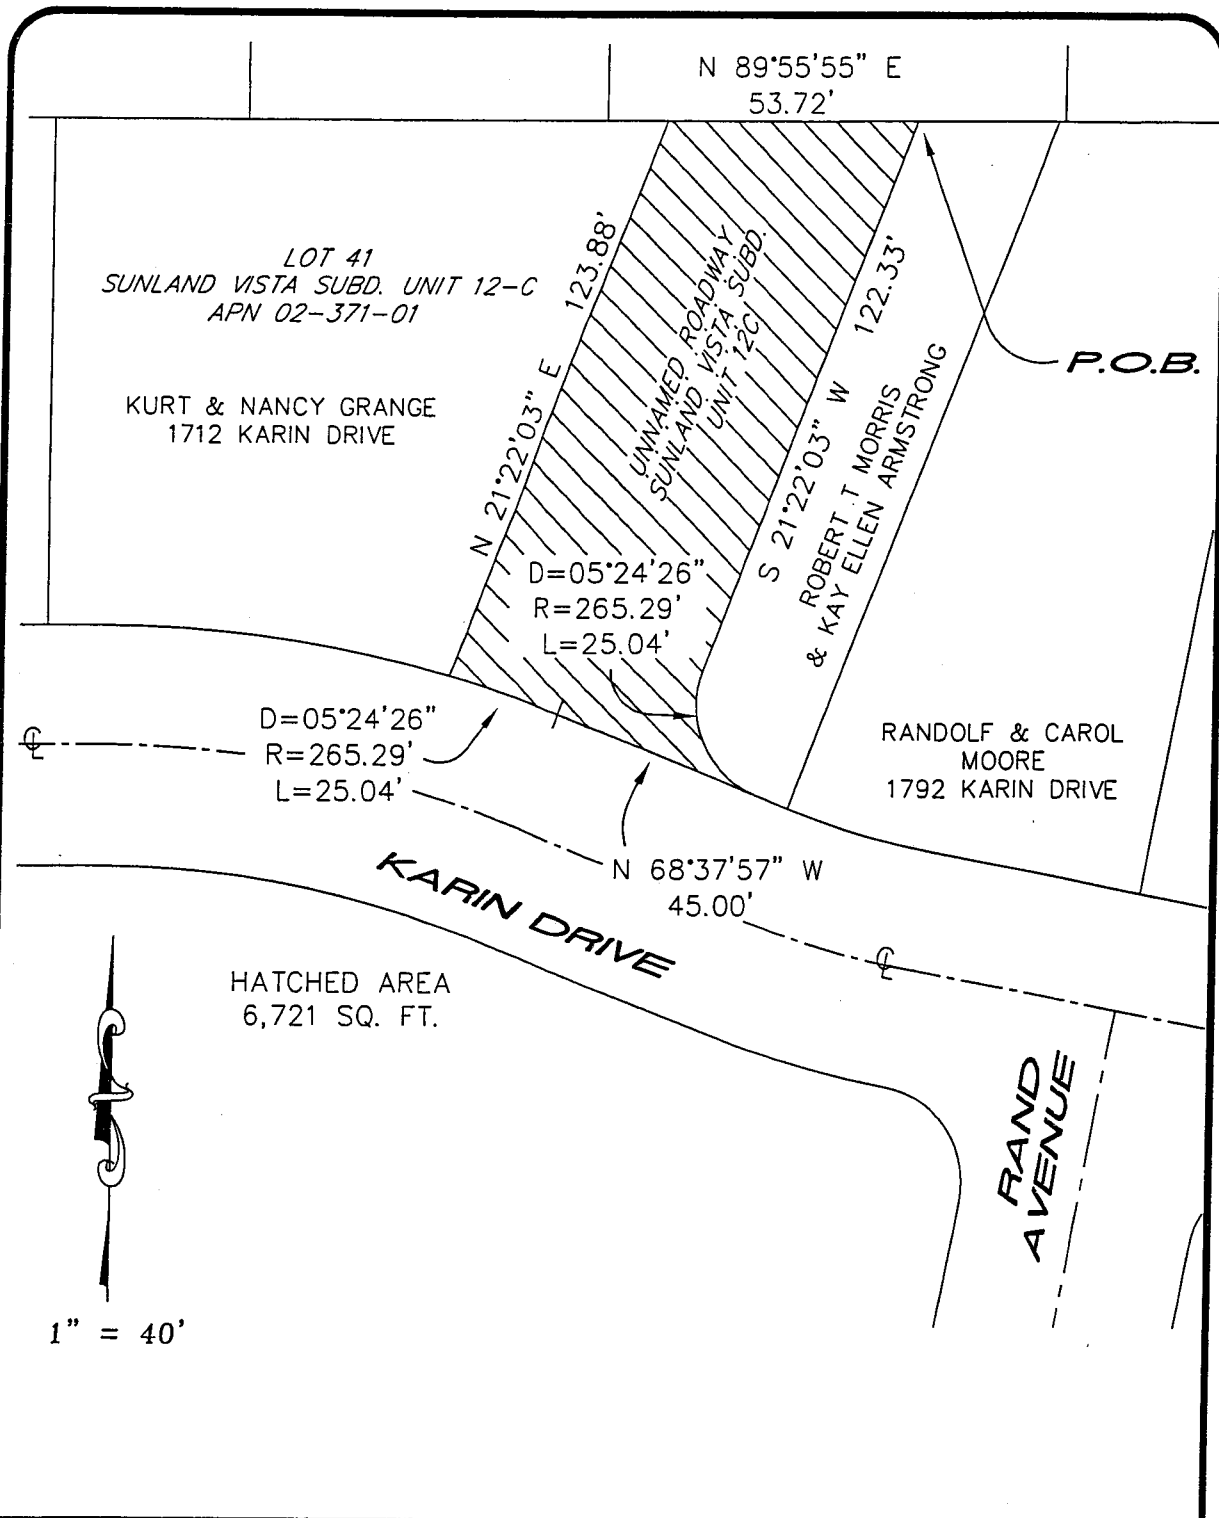 N 89°55'55" E
53.72'
LOT 41
SUNLAND VISTA SUBD. UNIT 12-C
APN 02-371-01
KURT & NANCY GRANGE
1712 KARIN DRIVE
N 21°22'03" E 123.88'
UNNAMED ROADWAY
SUNLAND VISTA SUBD.
UNIT 12C
S 21°22'03" W 122.33'
P.O.B.
ROBERT T MORRIS
& KAY ELLEN ARMSTRONG
D=05°24'26"
R=265.29'
L=25.04'
D=05°24'26"
R=265.29'
L=25.04'
RANDOLF & CAROL
MOORE
1792 KARIN DRIVE
℄
N 68°37'57" W
45.00'
KARIN DRIVE
℄
HATCHED AREA
6,721 SQ. FT.
RAND
AVENUE
1" = 40'